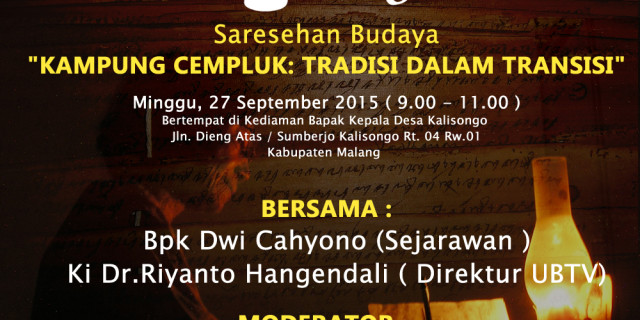 Saresehan Budaya
"KAMPUNG CEMPLUK: TRADISI DALAM TRANSISI"
Minggu, 27 September 2015 ( 9.00 - 11.00 )
Bertempat di Kediaman Bapak Kepala Desa Kalisongo
Jln. Dieng Atas / Sumberjo Kalisongo Rt. 04 Rw.01
Kabupaten Malang
BERSAMA :
Bpk Dwi Cahyono (Sejarawan )
Ki Dr.Riyanto Hangendali ( Direktur UBTV)
MODERATOR